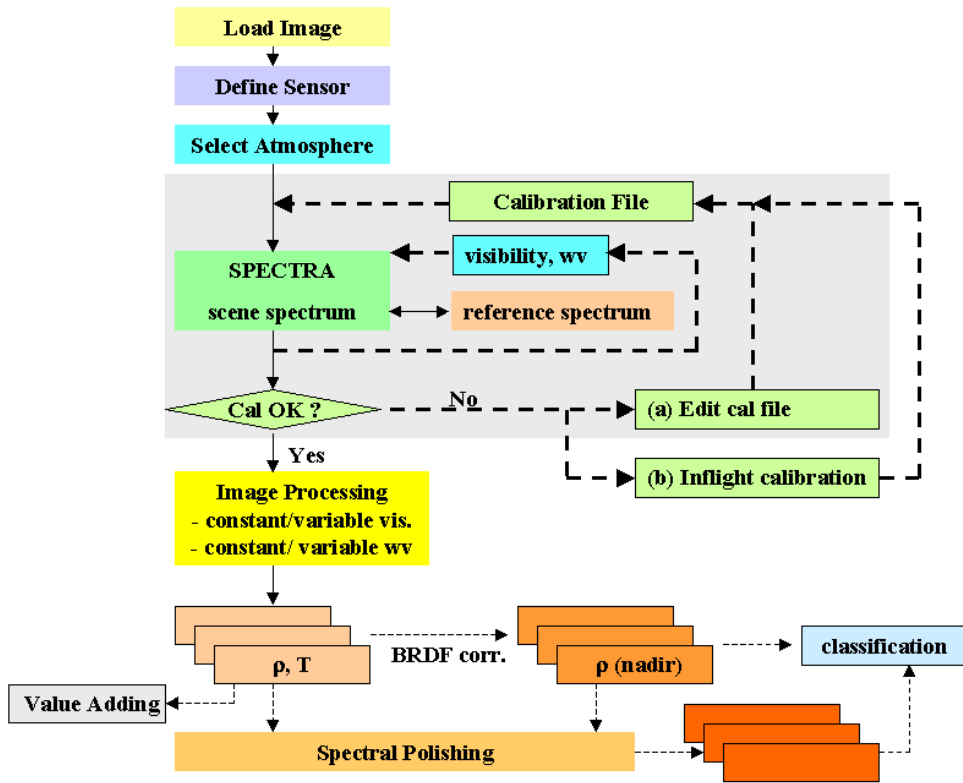 Load Image
Define Sensor
Select Atmosphere
Calibration File
SPECTRA
scene spectrum
visibility, wv
reference spectrum
Cal OK ?
No
(a) Edit cal file
Yes
(b) Inflight calibration
Image Processing
- constant/variable vis.
- constant/ variable wv
ρ, T
BRDF corr.
ρ (nadir)
classification
Value Adding
Spectral Polishing